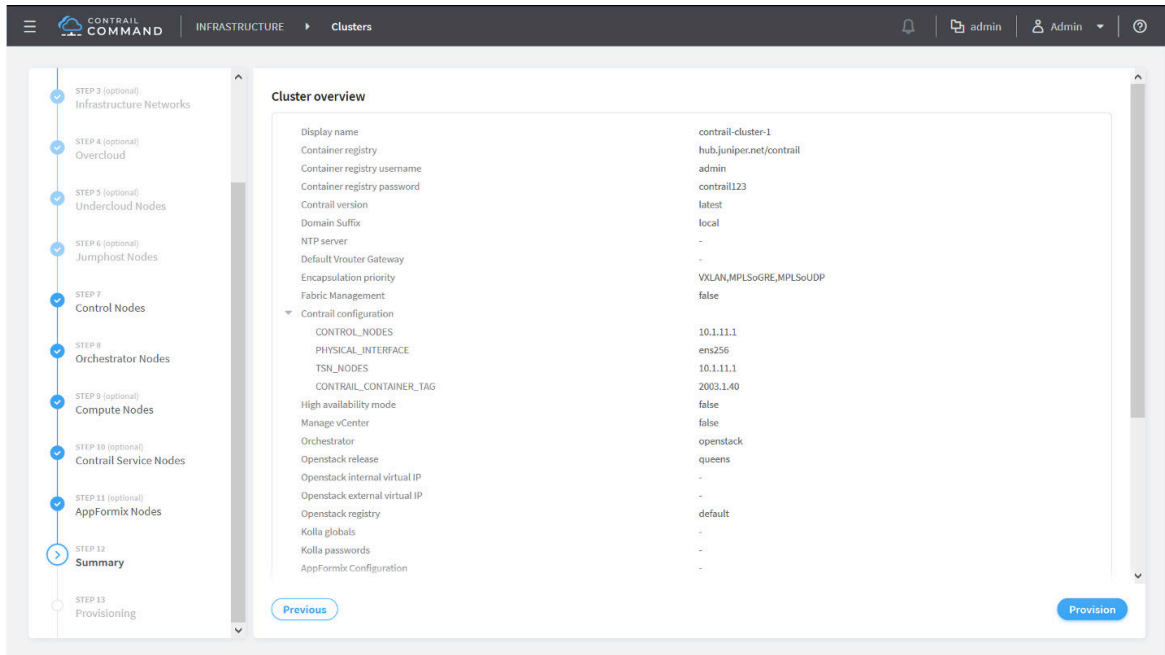 CONTRAIL
COMMAND
INFRASTRUCTURE
Clusters
admin
Admin
STEP 3 (optional)
Infrastructure Networks
STEP 4 (optional)
Overcloud
STEP 5 (optional)
Undercloud Nodes
STEP 6 (optional)
Jumphost Nodes
STEP 7
Control Nodes
STEP 8
Orchestrator Nodes
STEP 9 (optional)
Compute Nodes
STEP 10 (optional)
Contrail Service Nodes
STEP 11 (optional)
AppFormix Nodes
STEP 12
Summary
STEP 13
Provisioning
Cluster overview
Display name contrail-cluster-1
Container registry hub.juniper.net/contrail
Container registry username admin
Container registry password contrail123
Contrail version latest
Domain Suffix local
NTP server -
Default Vrouter Gateway -
Encapsulation priority VXLAN,MPLSoGRE,MPLSoUDP
Fabric Management false
Contrail configuration
CONTROL_NODES 10.1.11.1
PHYSICAL_INTERFACE ens256
TSN_NODES 10.1.11.1
CONTRAIL_CONTAINER_TAG 2003.1.40
High availability mode false
Manage vCenter false
Orchestrator openstack
Openstack release queens
Openstack internal virtual IP -
Openstack external virtual IP -
Openstack registry default
Kolla globals -
Kolla passwords -
AppFormix Configuration -
Previous
Provision